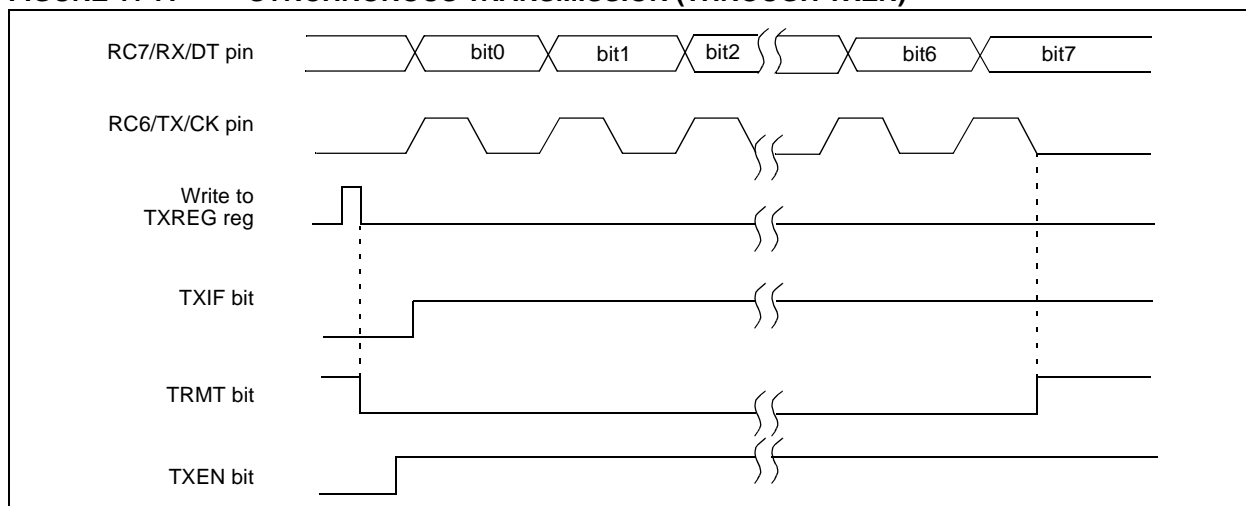 RC7/RX/DT pin
bit0
bit1
bit2
bit6
bit7
RC6/TX/CK pin
Write to
TXREG reg
TXIF bit
TRMT bit
TXEN bit